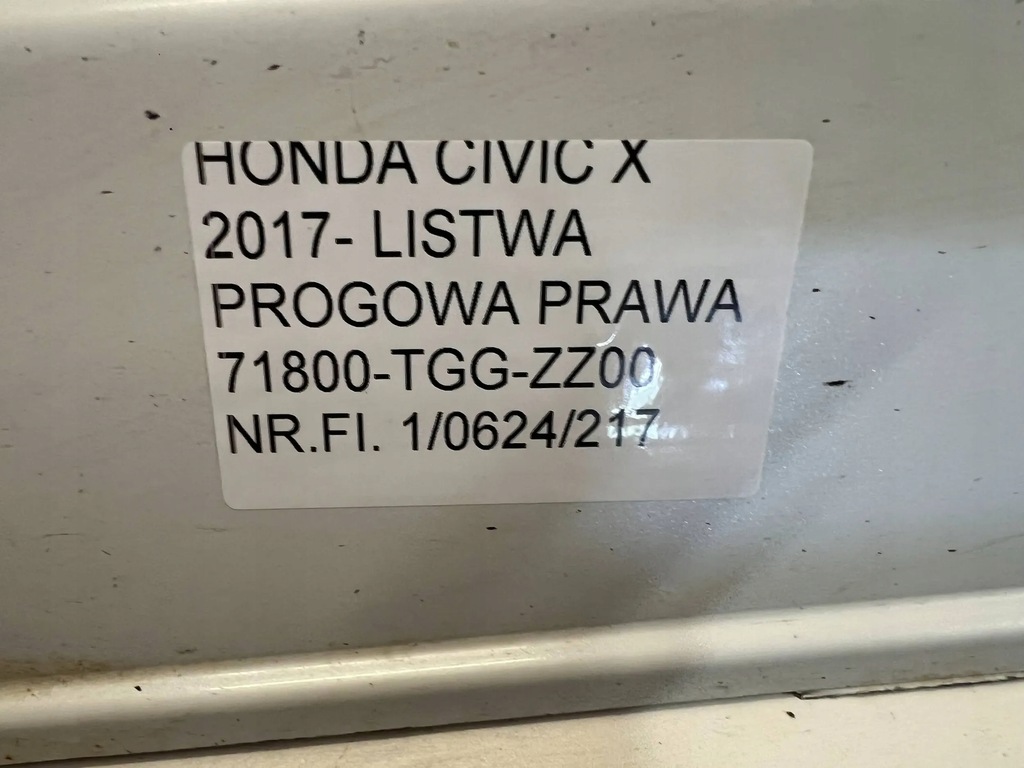 HONDA CIVIC X
2017- LISTWA
PROGOWA PRAWA
71800-TGG-ZZ00
NR.FI. 1/0624/217